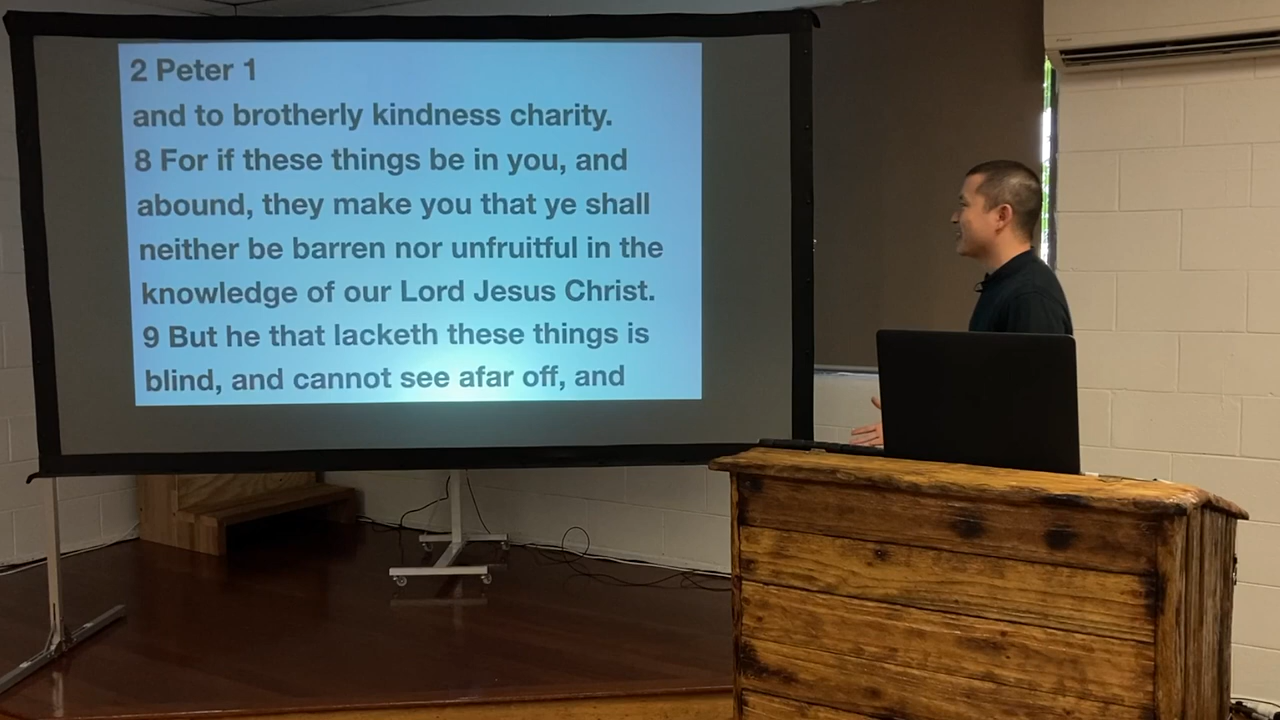 2 Peter 1
and to brotherly kindness charity.
8 For if these things be in you, and
abound, they make you that ye shall
neither be barren nor unfruitful in the
knowledge of our Lord Jesus Christ.
9 But he that lacketh these things is
blind, and cannot see afar off, and